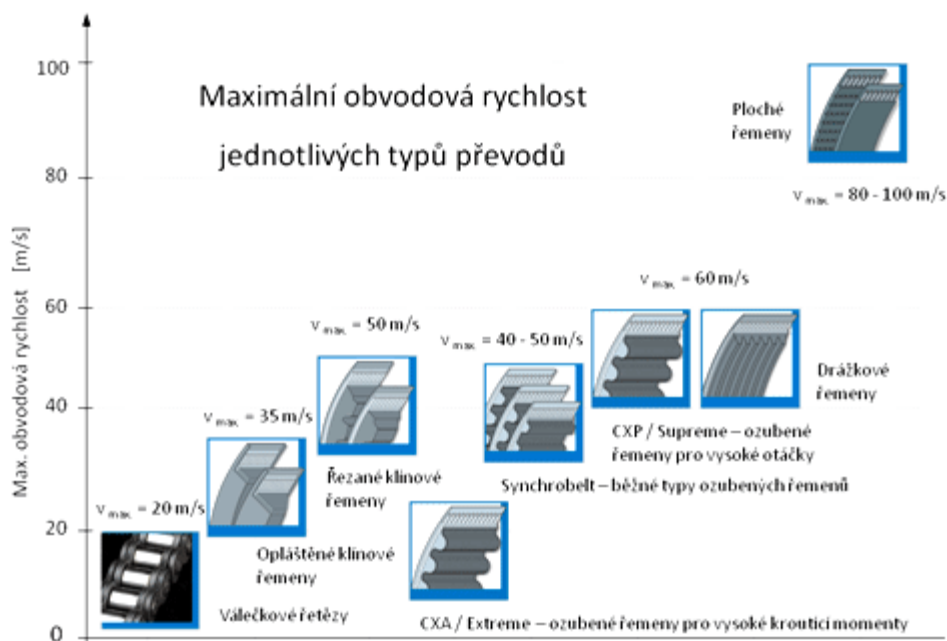 100
80
60
40
20
0
Max. obvodová rychlost [m/s]
Maximální obvodová rychlost
jednotlivých typů převodů
Ploché
řemeny
v max. = 80 - 100 m/s
v max. = 60 m/s
v max. = 50 m/s
v max. = 40 - 50 m/s
Drážkové
řemeny
v max. = 35 m/s
CXP / Supreme – ozubené
řemeny pro vysoké otáčky
Řezané klínové
řemeny
Synchrobelt – běžné typy ozubených řemenů
v max. = 20 m/s
Opláštěné klínové
řemeny
Válečkové řetězy
CXA / Extreme – ozubené řemeny pro vysoké krouticí momenty